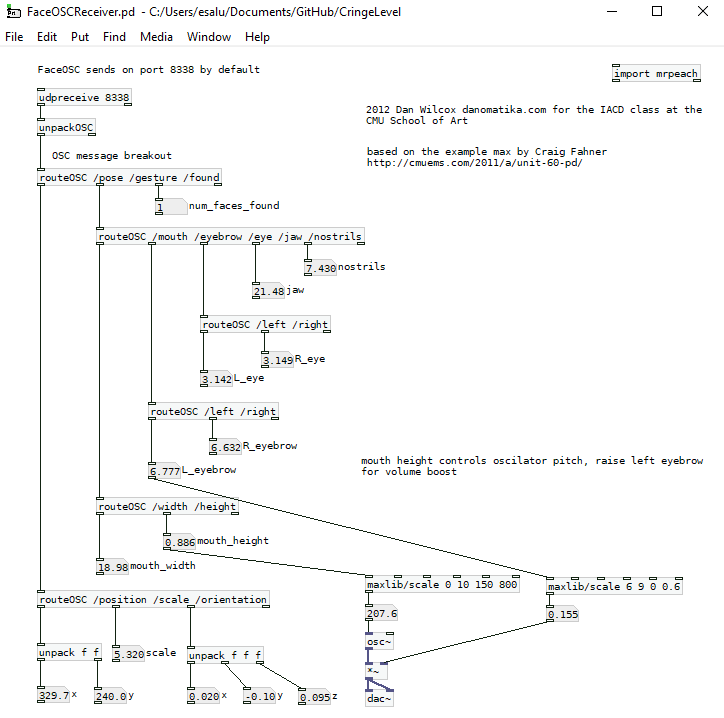 FaceOSCReceiver.pd - C:/Users/esalu/Documents/GitHub/CringeLevel
File Edit Put Find Media Window Help
FaceOSC sends on port 8338 by default
import mrpeach
udpreceive 8338
2012 Dan Wilcox danomatika.com for the IACD class at the
CMU School of Art
unpackOSC
based on the example max by Craig Fahner
http://cmuems.com/2011/a/unit-60-pd/
OSC message breakout
routeOSC /pose /gesture /found
1 num_faces_found
routeOSC /mouth /eyebrow /eye /jaw /nostrils
7.430 nostrils
21.48 jaw
routeOSC /left /right
3.149 R_eye
3.142 L_eye
routeOSC /left /right
6.632 R_eyebrow
6.777 L_eyebrow
mouth height controls oscilator pitch, raise left eyebrow
for volume boost
routeOSC /width /height
0.886 mouth_height
18.98 mouth_width
maxlib/scale 0 10 150 800
maxlib/scale 6 9 0 0.6
routeOSC /position /scale /orientation
207.6
0.155
osc~
unpack f f
5.320 scale
unpack f f f
*~
329.7 x
240.0 y
0.020 x
-0.10 y
0.095 z
dac~